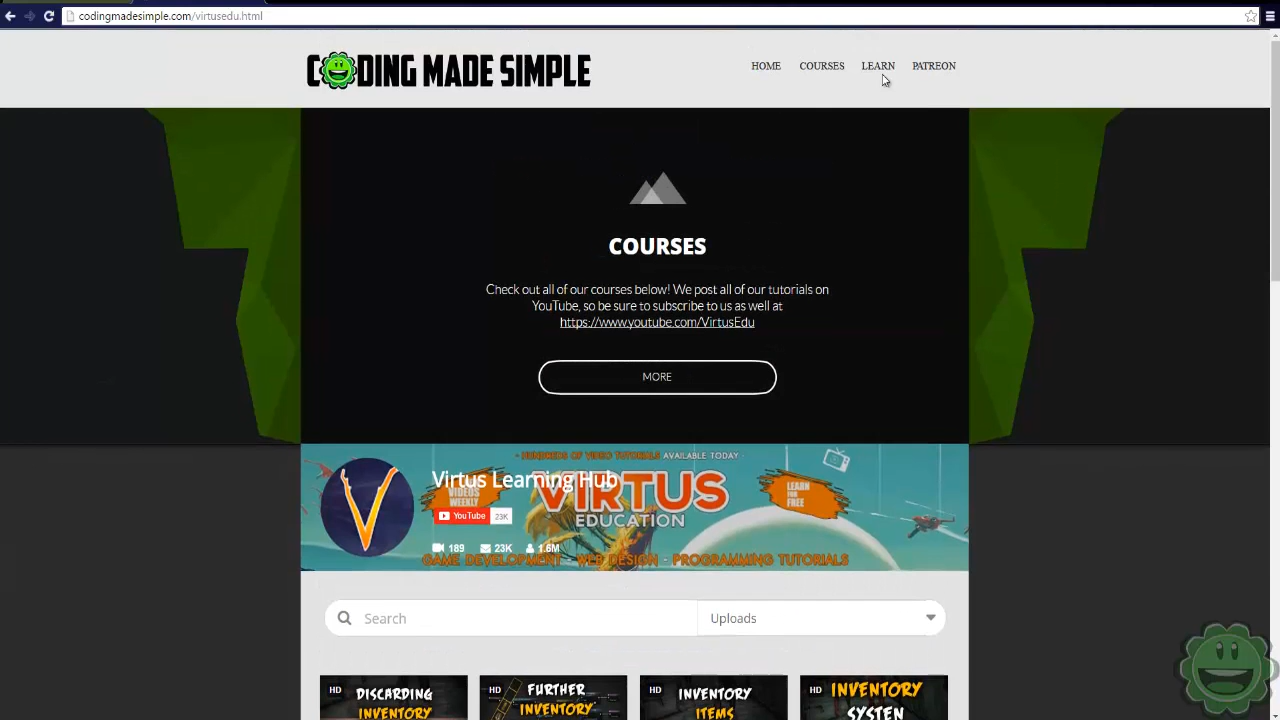 codingmadesimple.com/virtusedu.html
CODING MADE SIMPLE
HOME COURSES LEARN PATREON
COURSES
Check out all of our courses below! We post all of our tutorials on
YouTube, so be sure to subscribe to us as well at
https://www.youtube.com/VirtusEdu
MORE
HUNDREDS OF VIDEO TUTORIALS AVAILABLE TODAY
Virtus Learning Hub
VIDEOS
WEEKLY
VIRTUS
EDUCATION
LEARN
FOR
FREE
YouTube 23K
189 23K 1.6M
GAME DEVELOPMENT - WEB DESIGN - PROGRAMMING TUTORIALS
Search
Uploads
HD DISCARDING
INVENTORY
HD FURTHER
INVENTORY
HD INVENTORY
ITEMS
HD INVENTORY
SYSTEM